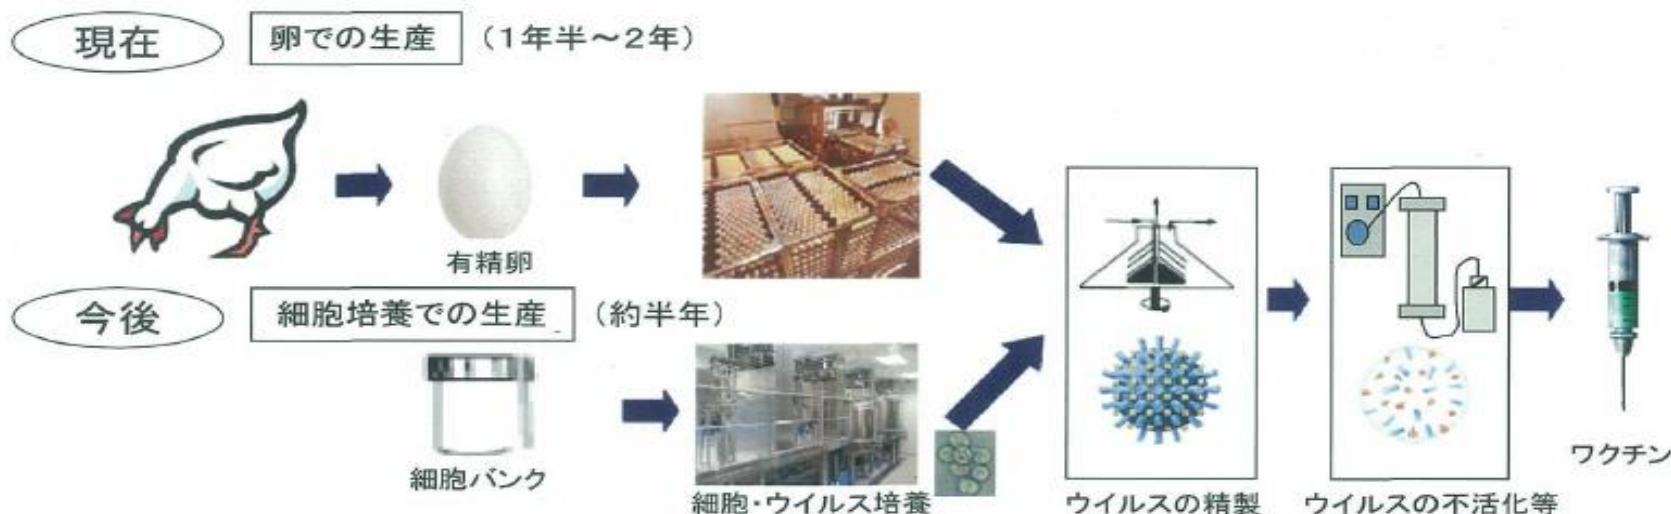 現在 卵での生産 (1年半～2年)
有精卵
今後 細胞培養での生産 (約半年)
細胞バンク
細胞・ウイルス培養
ウイルスの精製
ウイルスの不活化等
ワクチン